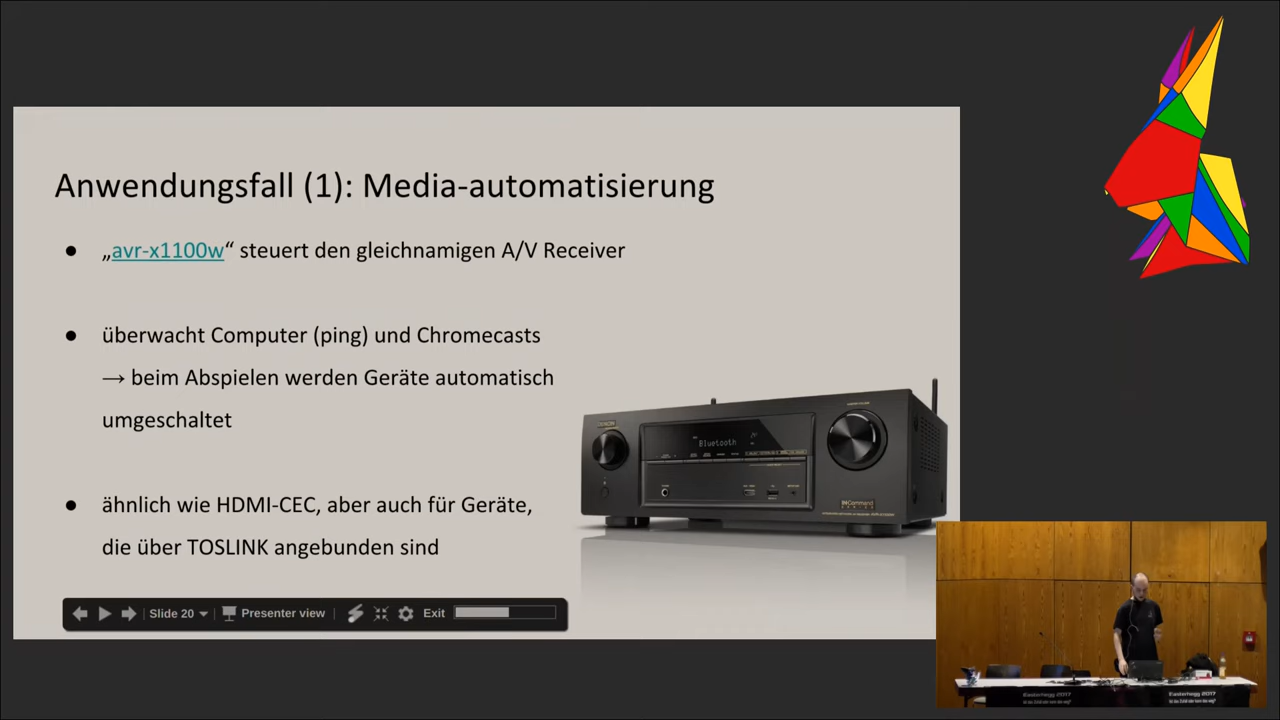 Anwendungsfall (1): Media-automatisierung
● „avr-x1100w“ steuert den gleichnamigen A/V Receiver
● überwacht Computer (ping) und Chromecasts
→ beim Abspielen werden Geräte automatisch
umgeschaltet
● ähnlich wie HDMI-CEC, aber auch für Geräte,
die über TOSLINK angebunden sind
DENON
Bluetooth
INCommand
Slide 20
Presenter view
Exit
Easterhegg 2017
Easterhegg 2017